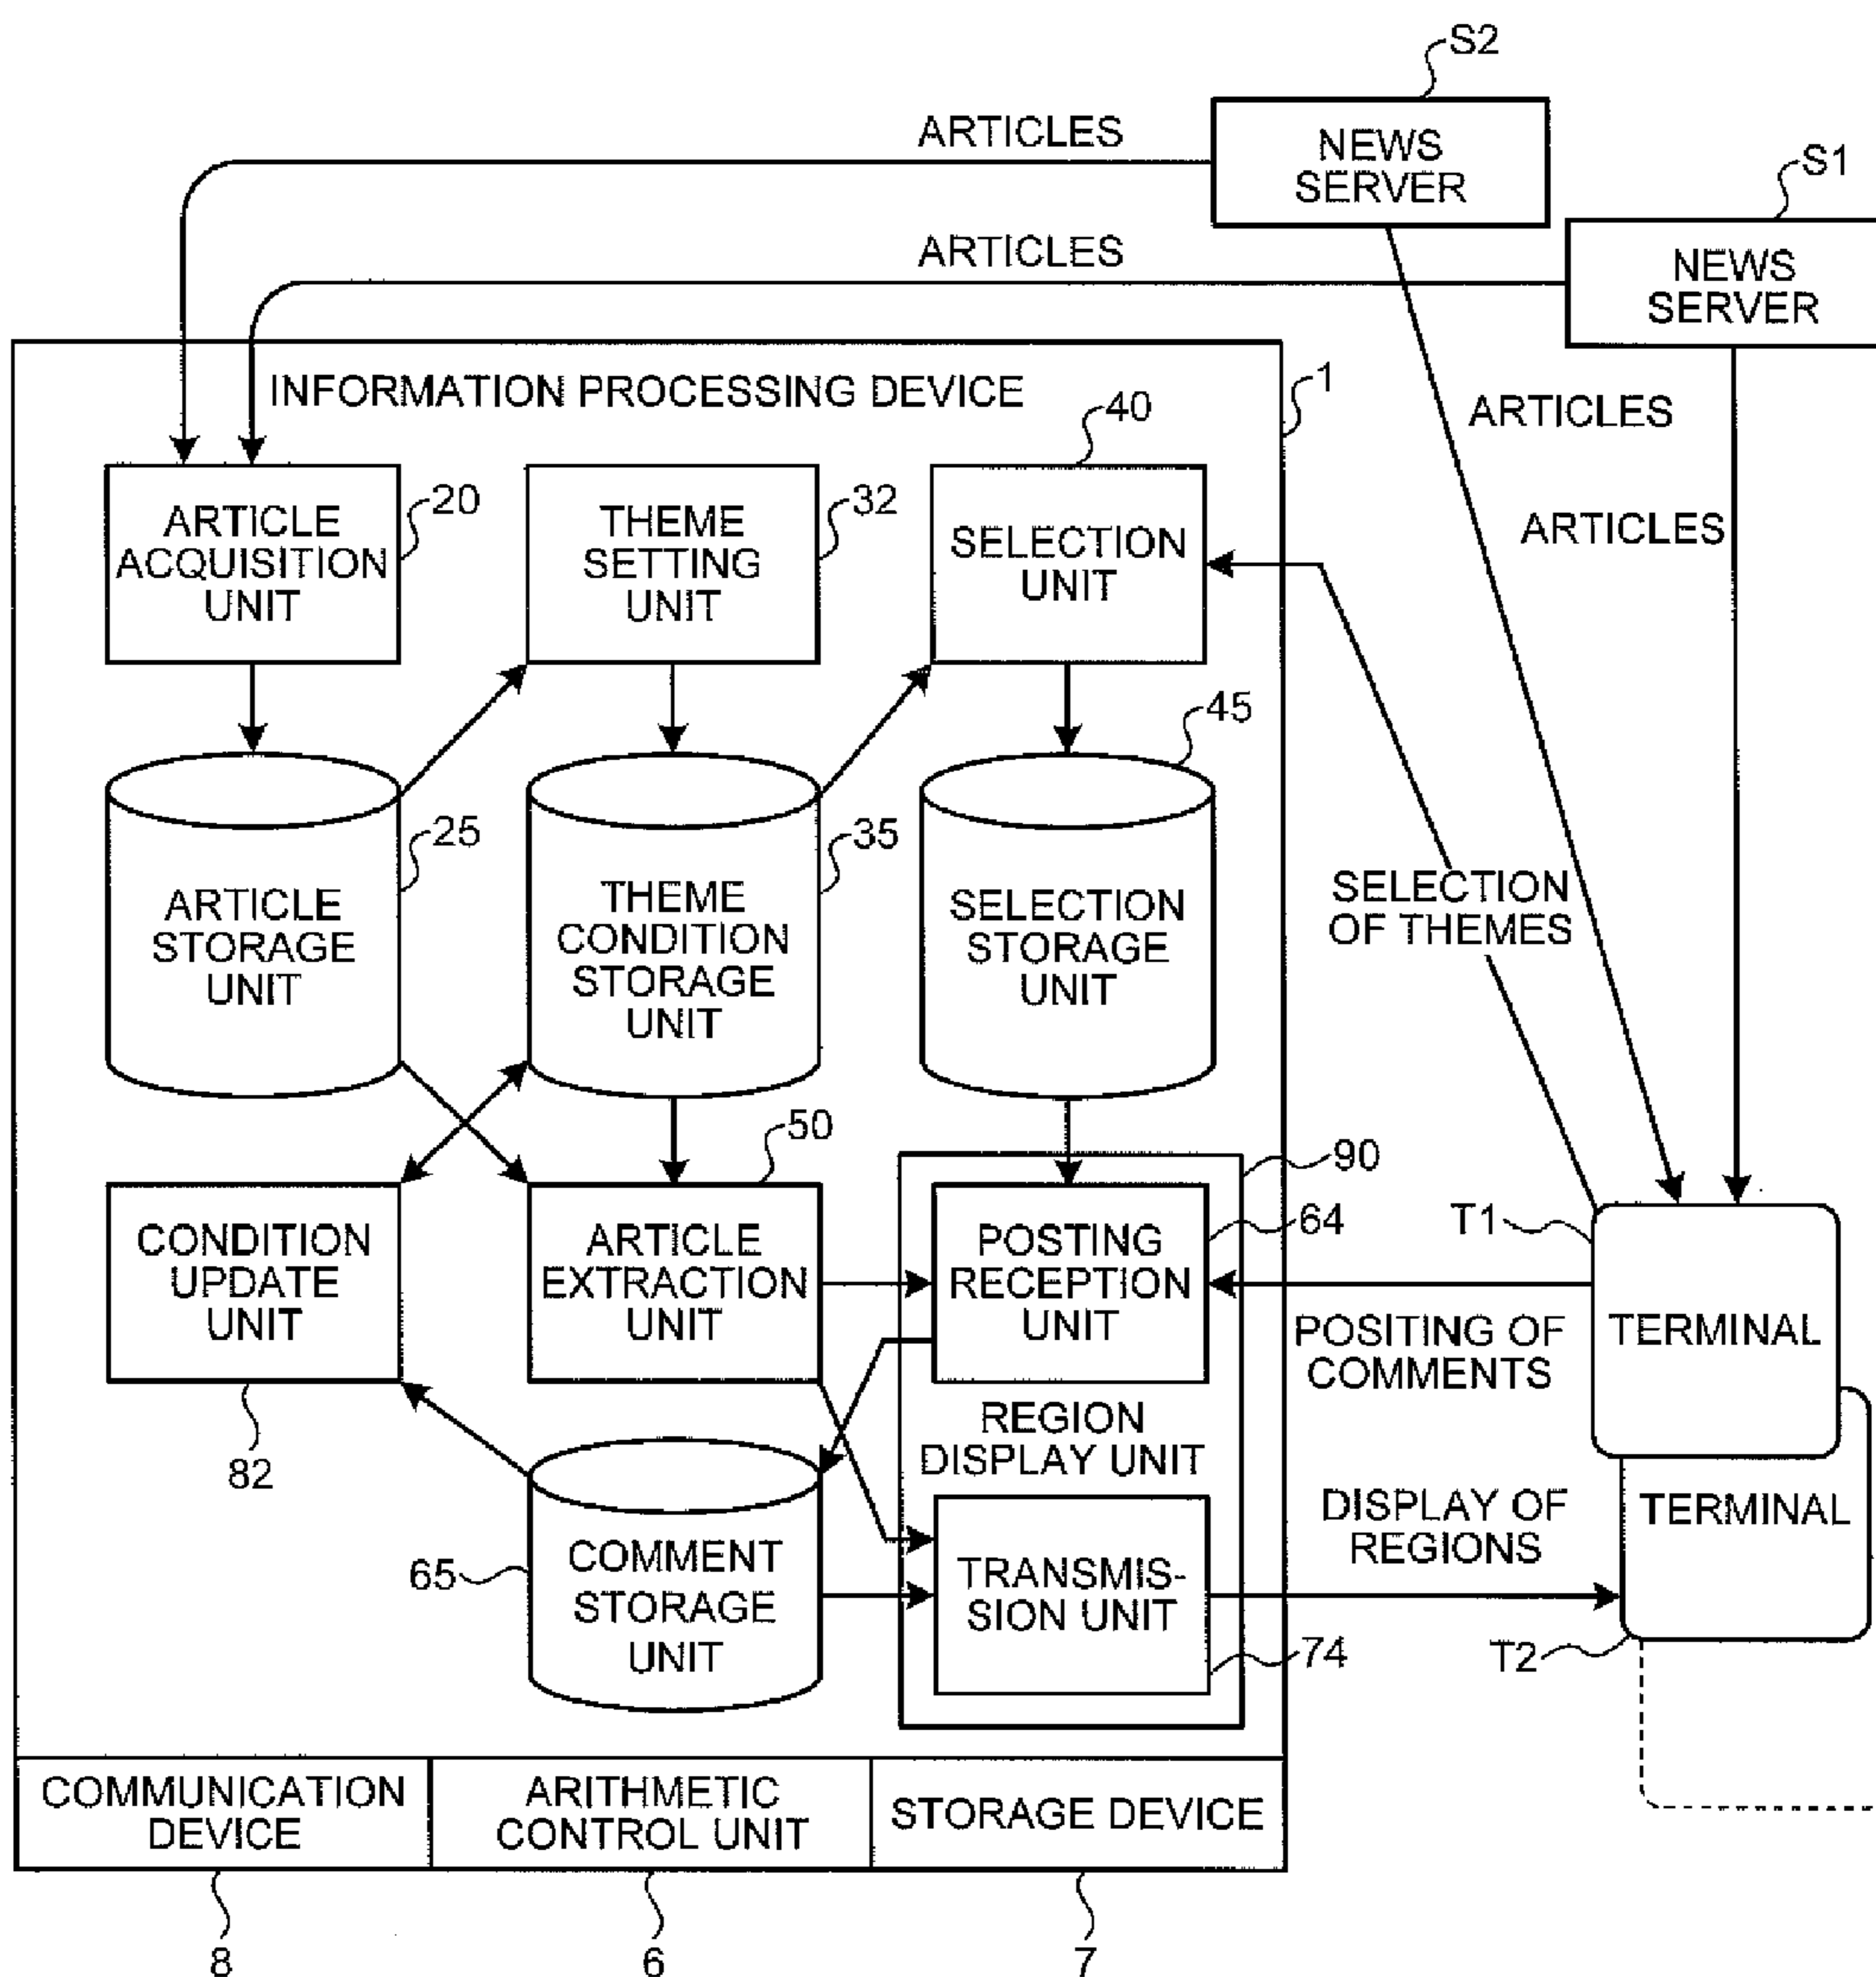 S2
ARTICLES
NEWS
SERVER
S1
ARTICLES
NEWS
SERVER
INFORMATION PROCESSING DEVICE
1
40
ARTICLES
20
32
ARTICLE
ACQUISITION
UNIT
THEME
SETTING
UNIT
SELECTION
UNIT
ARTICLES
45
25
35
ARTICLE
STORAGE
UNIT
THEME
CONDITION
STORAGE
UNIT
SELECTION
STORAGE
UNIT
SELECTION
OF THEMES
50
90
CONDITION
UPDATE
UNIT
ARTICLE
EXTRACTION
UNIT
POSTING
RECEPTION
UNIT
64
T1
TERMINAL
POSITING OF
COMMENTS
REGION
DISPLAY UNIT
82
DISPLAY OF
REGIONS
TERMINAL
65
COMMENT
STORAGE
UNIT
TRANSMIS-
SION UNIT
74
T2
COMMUNICATION
DEVICE
ARITHMETIC
CONTROL UNIT
STORAGE DEVICE
8
6
7